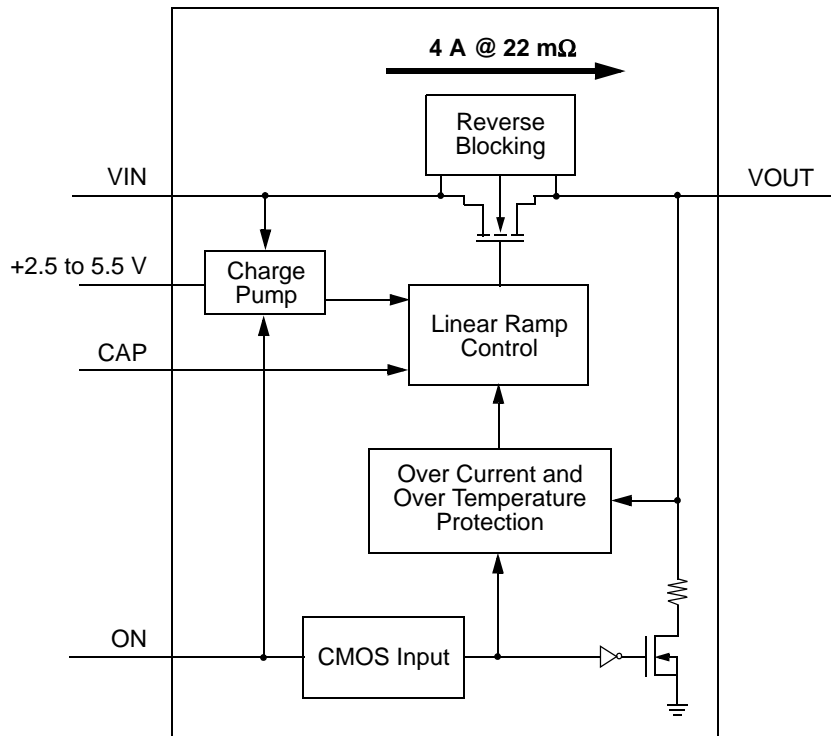 4 A @ 22 mΩ
Reverse
Blocking
VIN
VOUT
+2.5 to 5.5 V
Charge
Pump
Linear Ramp
Control
CAP
Over Current and
Over Temperature
Protection
ON
CMOS Input